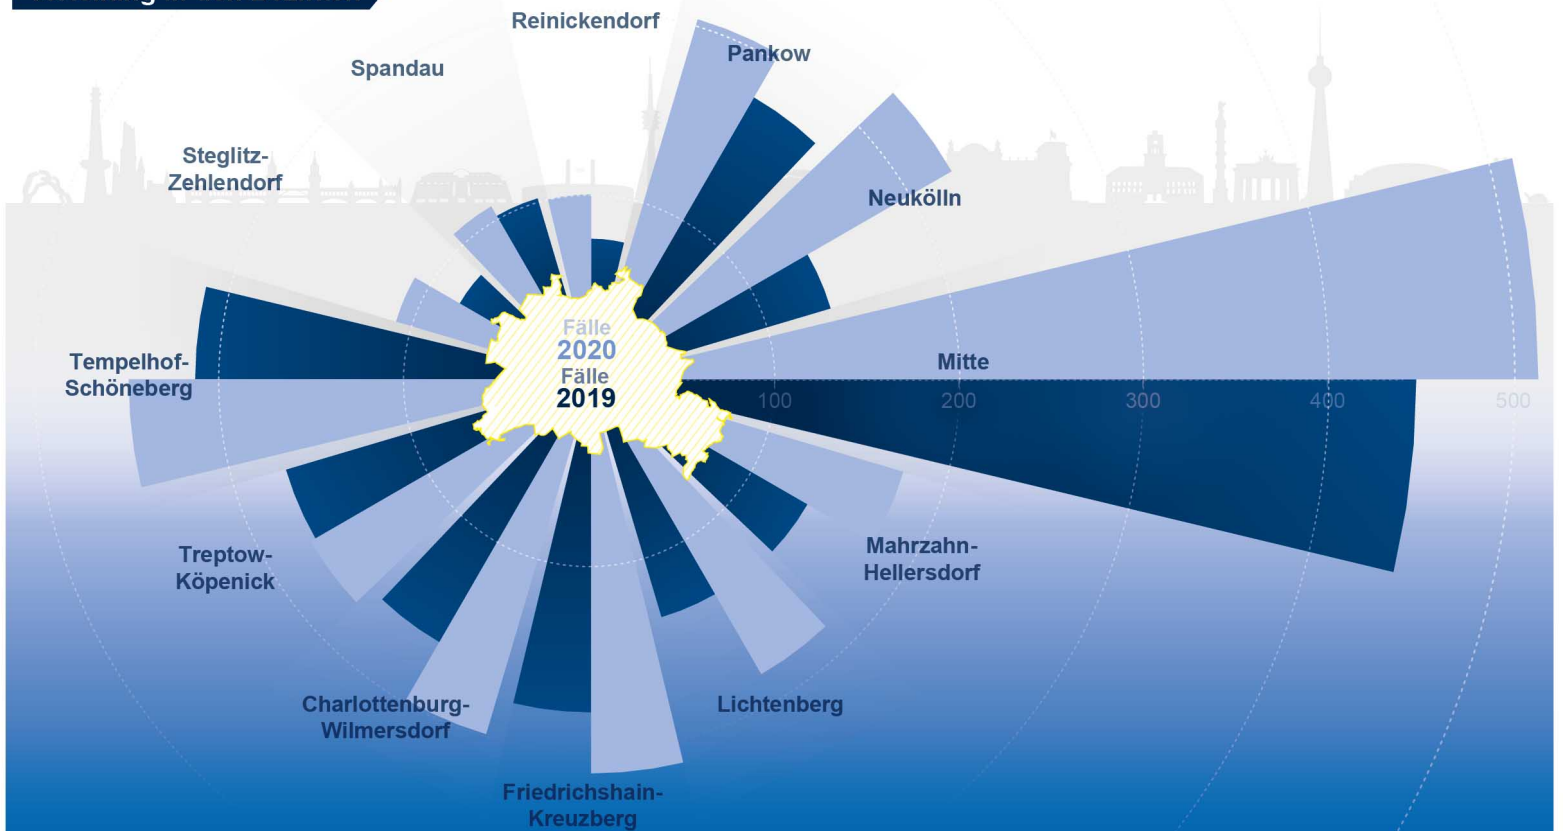 Reinickendorf
Pankow
Spandau
Steglitz-
Zehlendorf
Neukölln
Fälle
2020
Fälle
2019
Mitte
Tempelhof-
Schöneberg
100
200
300
400
500
Mahrzahn-
Hellersdorf
Treptow-
Köpenick
Charlottenburg-
Wilmersdorf
Lichtenberg
Friedrichshain-
Kreuzberg